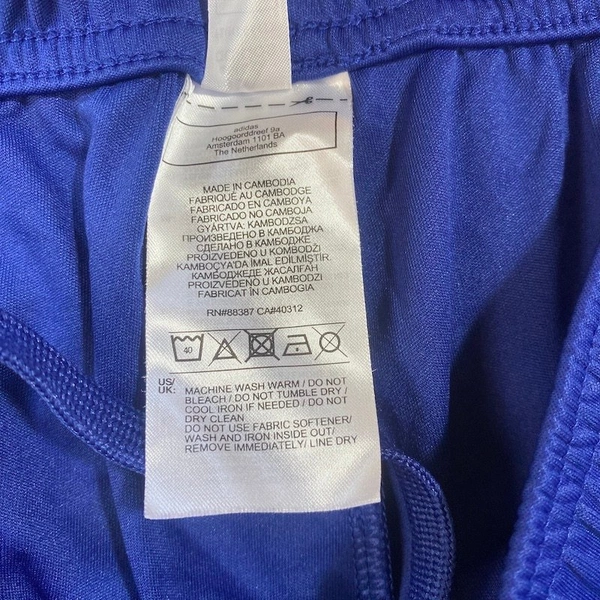 adidas
Hoogoorddreef 9a
Amsterdam 1101 BA
The Netherlands
MADE IN CAMBODIA
FABRIQUÉ AU CAMBODGE
FABRICADO EN CAMBOYA
FABRICADO NO CAMBOJA
GYÁRTVA: KAMBODZSA
ПРОИЗВЕДЕНО В КАМБОДЖА
СДЕЛАНО В КАМБОДЖЕ
PROIZVEDENO U KOMBODŽI
KAMBOÇYA'DA İMAL EDİLMİŞTİR.
КАМБОДЖЕДЕ ЖАСАЛҒАН
PROIZVEDENO U KAMBODŽI
FABRICAT ÎN CAMBOGIA
RN#88387 CA#40312
40
US/
UK:
MACHINE WASH WARM / DO NOT
BLEACH / DO NOT TUMBLE DRY /
COOL IRON IF NEEDED / DO NOT
DRY CLEAN
DO NOT USE FABRIC SOFTENER/
WASH AND IRON INSIDE OUT/
REMOVE IMMEDIATELY/ LINE DRY